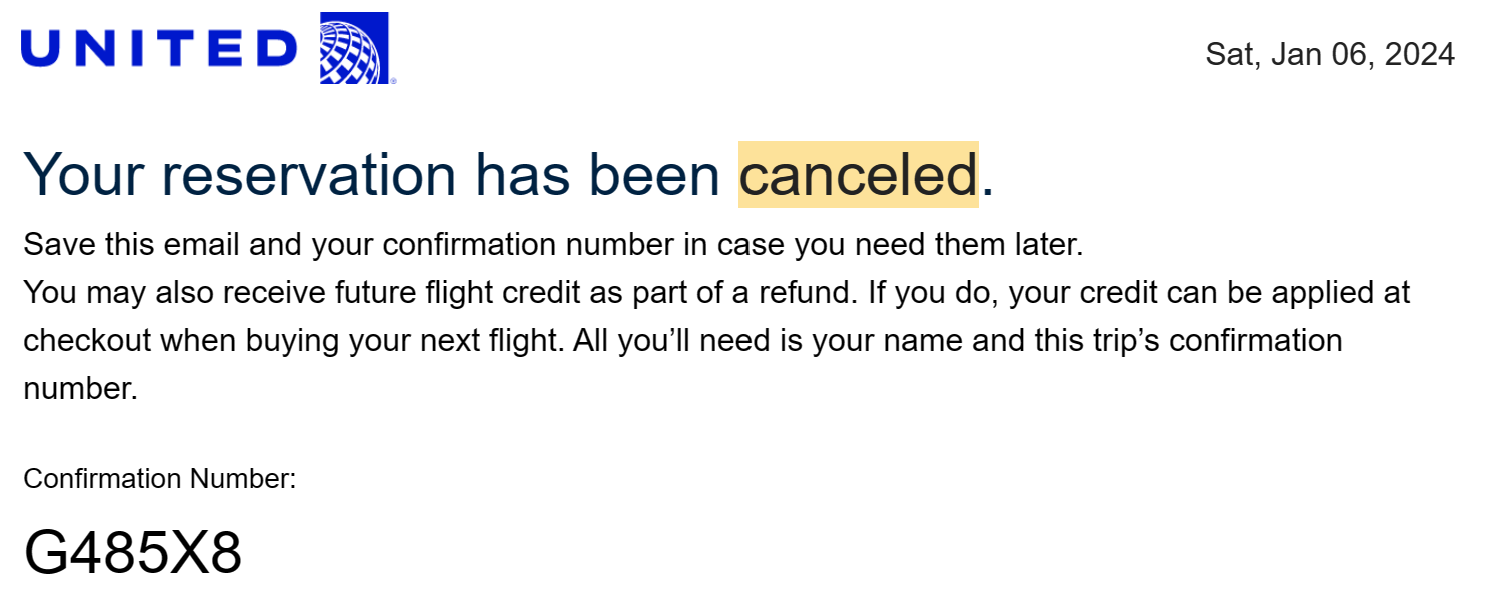 UNITED
Sat, Jan 06, 2024
Your reservation has been canceled.
Save this email and your confirmation number in case you need them later.
You may also receive future flight credit as part of a refund. If you do, your credit can be applied at
checkout when buying your next flight. All you’ll need is your name and this trip’s confirmation
number.
Confirmation Number:
G485X8